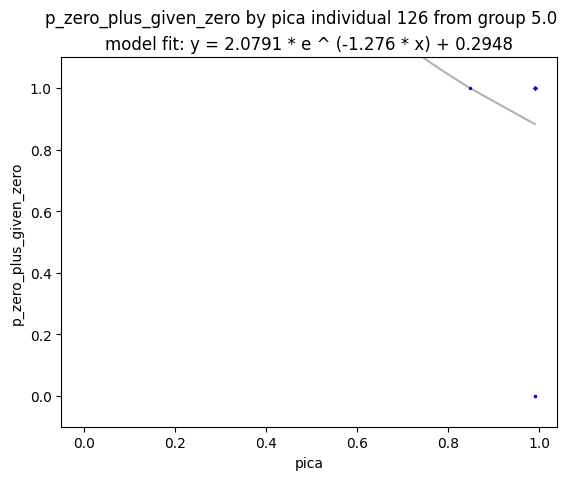 p_zero_plus_given_zero by pica individual 126 from group 5.0
model fit: y = 2.0791 * e ^ (-1.276 * x) + 0.2948
1.0
0.8
0.6
0.4
0.2
0.0
p_zero_plus_given_zero
0.0 0.2 0.4 0.6 0.8 1.0
pica